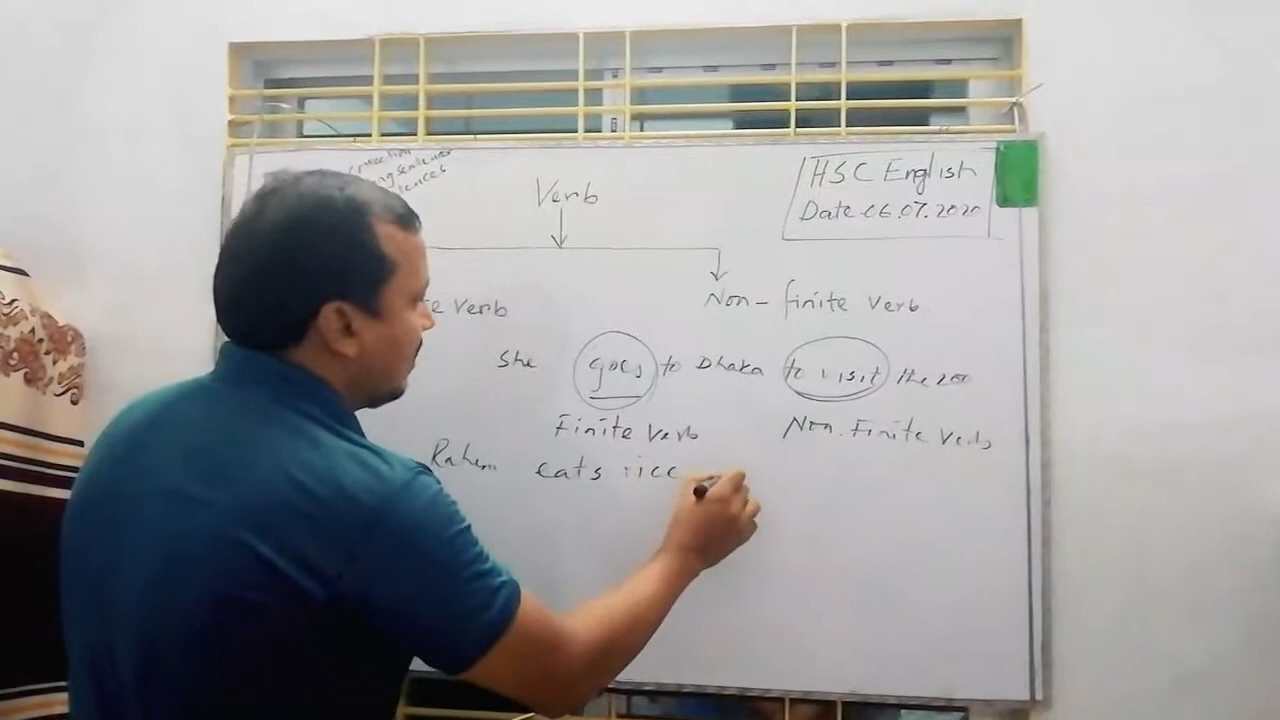 HSC English
Date 06.07.2020
Verb
Verb
Non-finite Verb
She goes to Dhaka to visit the zoo
Finite Verb
Non-Finite Verb
Rahim eats rice